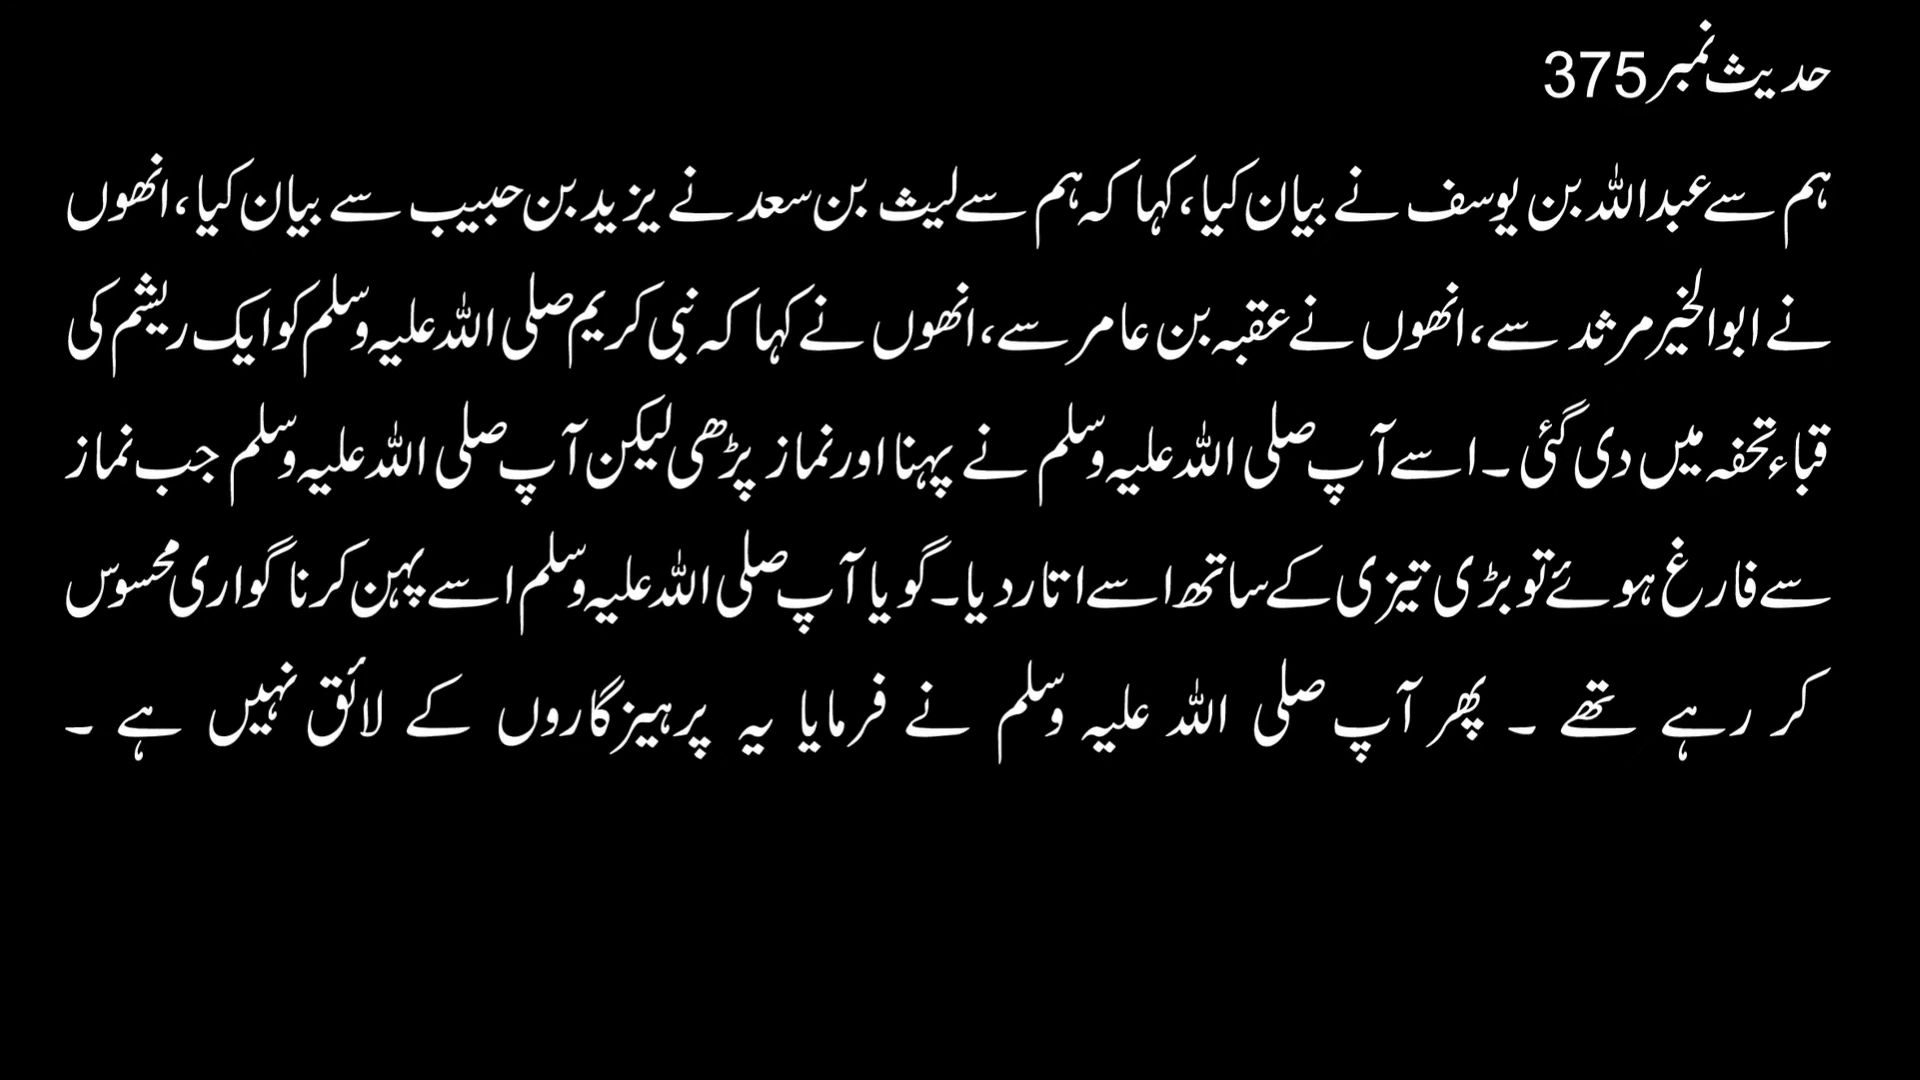 حدیث نمبر 375
ہم سے عبداللہ بن یوسف نے بیان کیا، کہا کہ ہم سے لیث بن سعد نے یزید بن حبیب سے بیان کیا، انھوں
نے ابوالخیر مرثد سے، انھوں نے عقبہ بن عامر سے، انھوں نے کہا کہ نبی کریم صلی اللہ علیہ وسلم کو ایک ریشم کی
قباء تحفہ میں دی گئی ۔ اسے آپ صلی اللہ علیہ وسلم نے پہنا اور نماز پڑھی لیکن آپ صلی اللہ علیہ وسلم جب نماز
سے فارغ ہوئے تو بڑی تیزی کے ساتھ اسے اتار دیا ۔ گویا آپ صلی اللہ علیہ وسلم اسے پہن کر ناگواری محسوس
کر رہے تھے ۔ پھر آپ صلی اللہ علیہ وسلم نے فرمایا یہ پرہیزگاروں کے لائق نہیں ہے ۔